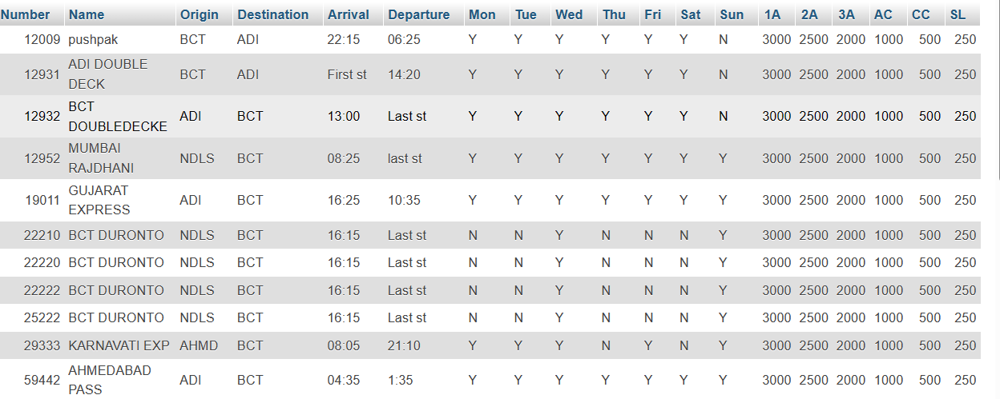 Number Name Origin Destination Arrival Departure Mon Tue Wed Thu Fri Sat Sun 1A 2A 3A AC CC SL
12009 pushpak BCT ADI 22:15 06:25 Y Y Y Y Y Y N 3000 2500 2000 1000 500 250
ADI DOUBLE
12931 BCT ADI First st 14:20 Y Y Y Y Y Y N 3000 2500 2000 1000 500 250
DECK
BCT
12932 ADI BCT 13:00 Last st Y Y Y Y Y Y N 3000 2500 2000 1000 500 250
DOUBLEDECKE
MUMBAI
12952 NDLS BCT 08:25 last st Y Y Y Y Y Y Y 3000 2500 2000 1000 500 250
RAJDHANI
GUJARAT
19011 ADI BCT 16:25 10:35 Y Y Y Y Y Y Y 3000 2500 2000 1000 500 250
EXPRESS
22210 BCT DURONTO NDLS BCT 16:15 Last st N N Y N N N Y 3000 2500 2000 1000 500 250
22220 BCT DURONTO NDLS BCT 16:15 Last st N N Y N N N Y 3000 2500 2000 1000 500 250
22222 BCT DURONTO NDLS BCT 16:15 Last st N N Y N N N Y 3000 2500 2000 1000 500 250
25222 BCT DURONTO NDLS BCT 16:15 Last st N N Y N N N Y 3000 2500 2000 1000 500 250
29333 KARNAVATI EXP AHMD BCT 08:05 21:10 Y Y Y N Y N Y 3000 2500 2000 1000 500 250
AHMEDABAD
59442 ADI BCT 04:35 1:35 Y Y Y Y Y Y Y 3000 2500 2000 1000 500 250
PASS